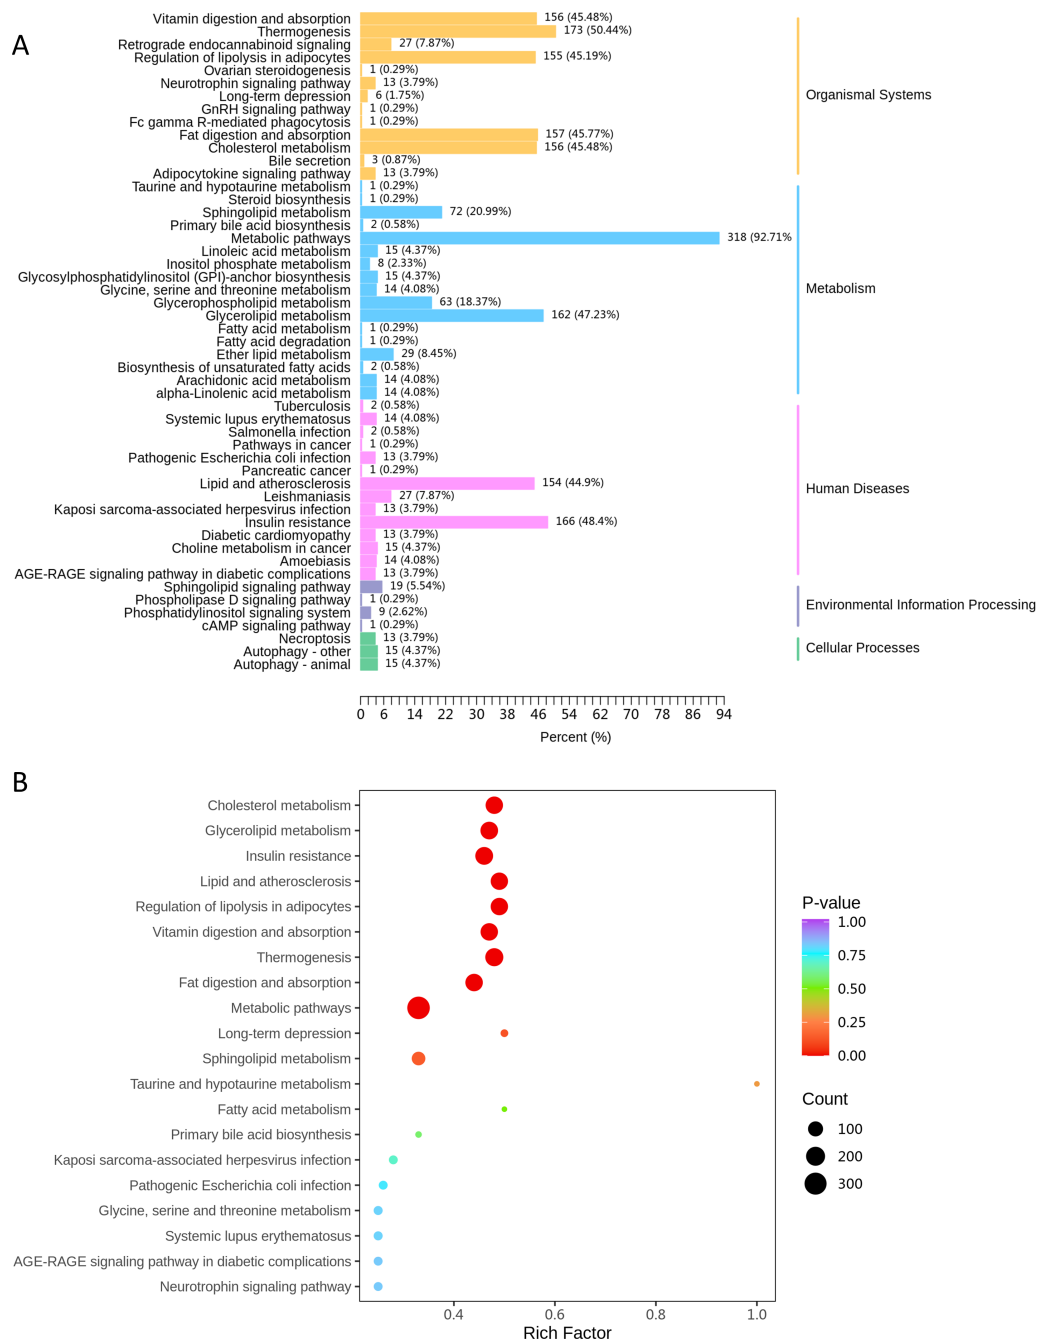 A
Vitamin digestion and absorption 156 (45.48%)
Thermogenesis 173 (50.44%)
Retrograde endocannabinoid signaling 27 (7.87%)
Regulation of lipolysis in adipocytes 155 (45.19%)
Ovarian steroidogenesis 1 (0.29%)
Neurotrophin signaling pathway 13 (3.79%)
Long-term depression 6 (1.75%)
GnRH signaling pathway 1 (0.29%)
Fc gamma R-mediated phagocytosis 1 (0.29%)
Fat digestion and absorption 157 (45.77%)
Cholesterol metabolism 156 (45.48%)
Bile secretion 3 (0.87%)
Adipocytokine signaling pathway 13 (3.79%)
Organismal Systems
Taurine and hypotaurine metabolism 1 (0.29%)
Steroid biosynthesis 1 (0.29%)
Sphingolipid metabolism 72 (20.99%)
Primary bile acid biosynthesis 2 (0.58%)
Metabolic pathways 318 (92.71%
Linoleic acid metabolism 15 (4.37%)
Inositol phosphate metabolism 8 (2.33%)
Glycosylphosphatidylinositol (GPI)-anchor biosynthesis 15 (4.37%)
Glycine, serine and threonine metabolism 14 (4.08%)
Glycerophospholipid metabolism 63 (18.37%)
Glycerolipid metabolism 162 (47.23%)
Fatty acid metabolism 1 (0.29%)
Fatty acid degradation 1 (0.29%)
Ether lipid metabolism 29 (8.45%)
Biosynthesis of unsaturated fatty acids 2 (0.58%)
Arachidonic acid metabolism 14 (4.08%)
alpha-Linolenic acid metabolism 14 (4.08%)
Metabolism
Tuberculosis 2 (0.58%)
Systemic lupus erythematosus 14 (4.08%)
Salmonella infection 2 (0.58%)
Pathways in cancer 1 (0.29%)
Pathogenic Escherichia coli infection 13 (3.79%)
Pancreatic cancer 1 (0.29%)
Lipid and atherosclerosis 154 (44.9%)
Leishmaniasis 27 (7.87%)
Kaposi sarcoma-associated herpesvirus infection 13 (3.79%)
Insulin resistance 166 (48.4%)
Diabetic cardiomyopathy 13 (3.79%)
Choline metabolism in cancer 15 (4.37%)
Amoebiasis 14 (4.08%)
AGE-RAGE signaling pathway in diabetic complications 13 (3.79%)
Human Diseases
Sphingolipid signaling pathway 19 (5.54%)
Phospholipase D signaling pathway 1 (0.29%)
Phosphatidylinositol signaling system 9 (2.62%)
cAMP signaling pathway 1 (0.29%)
Environmental Information Processing
Necroptosis 13 (3.79%)
Autophagy - other 15 (4.37%)
Autophagy - animal 15 (4.37%)
Cellular Processes
0 6 14 22 30 38 46 54 62 70 78 86 94
Percent (%)
B
Cholesterol metabolism
Glycerolipid metabolism
Insulin resistance
Lipid and atherosclerosis
Regulation of lipolysis in adipocytes
Vitamin digestion and absorption
Thermogenesis
Fat digestion and absorption
Metabolic pathways
Long-term depression
Sphingolipid metabolism
Taurine and hypotaurine metabolism
Fatty acid metabolism
Primary bile acid biosynthesis
Kaposi sarcoma-associated herpesvirus infection
Pathogenic Escherichia coli infection
Glycine, serine and threonine metabolism
Systemic lupus erythematosus
AGE-RAGE signaling pathway in diabetic complications
Neurotrophin signaling pathway
0.4 0.6 0.8 1.0
Rich Factor
P-value
1.00
0.75
0.50
0.25
0.00
Count
100
200
300